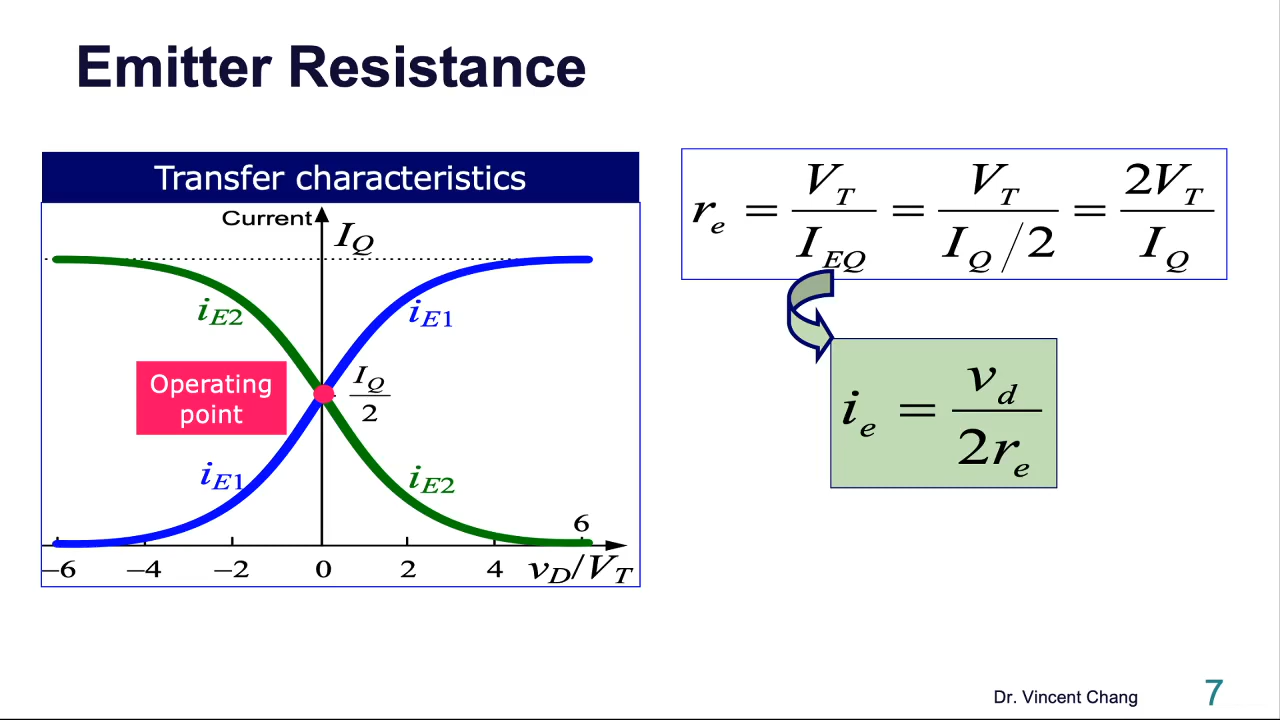 Emitter Resistance
Transfer characteristics
Current
I_Q
i_E2
i_E1
Operating point
I_Q / 2
i_E1
i_E2
6
−6 −4 −2 0 2 4 v_D/V_T
r_e = V_T / I_EQ = V_T / (I_Q/2) = 2V_T / I_Q
i_e = v_d / 2r_e
Dr. Vincent Chang
7